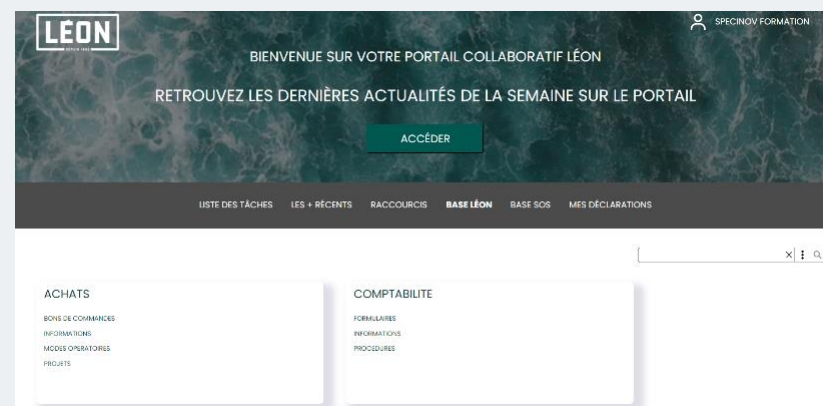 LÉON
DEPUIS 1867
SPECINOV FORMATION
BIENVENUE SUR VOTRE PORTAIL COLLABORATIF LÉON
RETROUVEZ LES DERNIÈRES ACTUALITÉS DE LA SEMAINE SUR LE PORTAIL
ACCÉDER
LISTE DES TÂCHES LES + RÉCENTS RACCOURCIS BASE LÉON BASE SOS MES DÉCLARATIONS
ACHATS
BONS DE COMMANDES
INFORMATIONS
MODES OPERATOIRES
PROJETS
COMPTABILITE
FORMULAIRES
INFORMATIONS
PROCEDURES